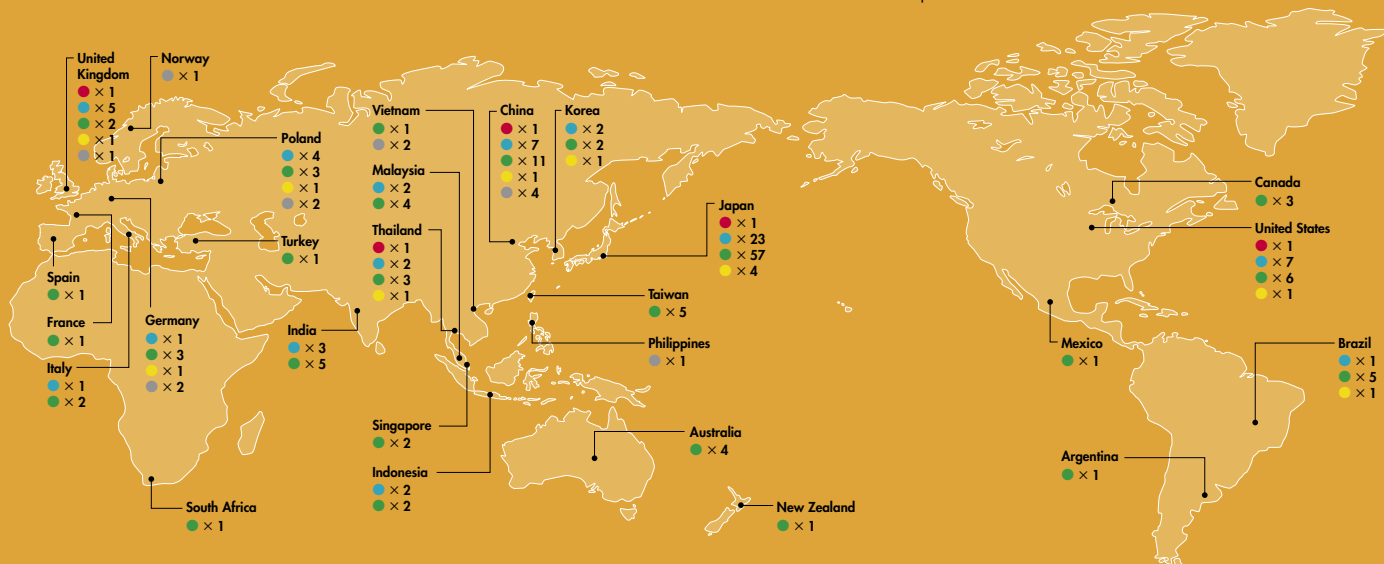 United
Kingdom
× 1
× 5
× 2
× 1
× 1
Norway
× 1
Poland
× 4
× 3
× 1
× 2
Turkey
× 1
Spain
× 1
France
× 1
Italy
× 1
× 2
Germany
× 1
× 3
× 1
× 2
South Africa
× 1
India
× 3
× 5
Vietnam
× 1
× 2
Malaysia
× 2
× 4
Thailand
× 1
× 2
× 3
× 1
Singapore
× 2
Indonesia
× 2
× 2
China
× 1
× 7
× 11
× 1
× 4
Korea
× 2
× 2
× 1
Japan
× 1
× 23
× 57
× 4
Taiwan
× 5
Philippines
× 1
Australia
× 4
New Zealand
× 1
Canada
× 3
United States
× 1
× 7
× 6
× 1
Mexico
× 1
Brazil
× 1
× 5
× 1
Argentina
× 1